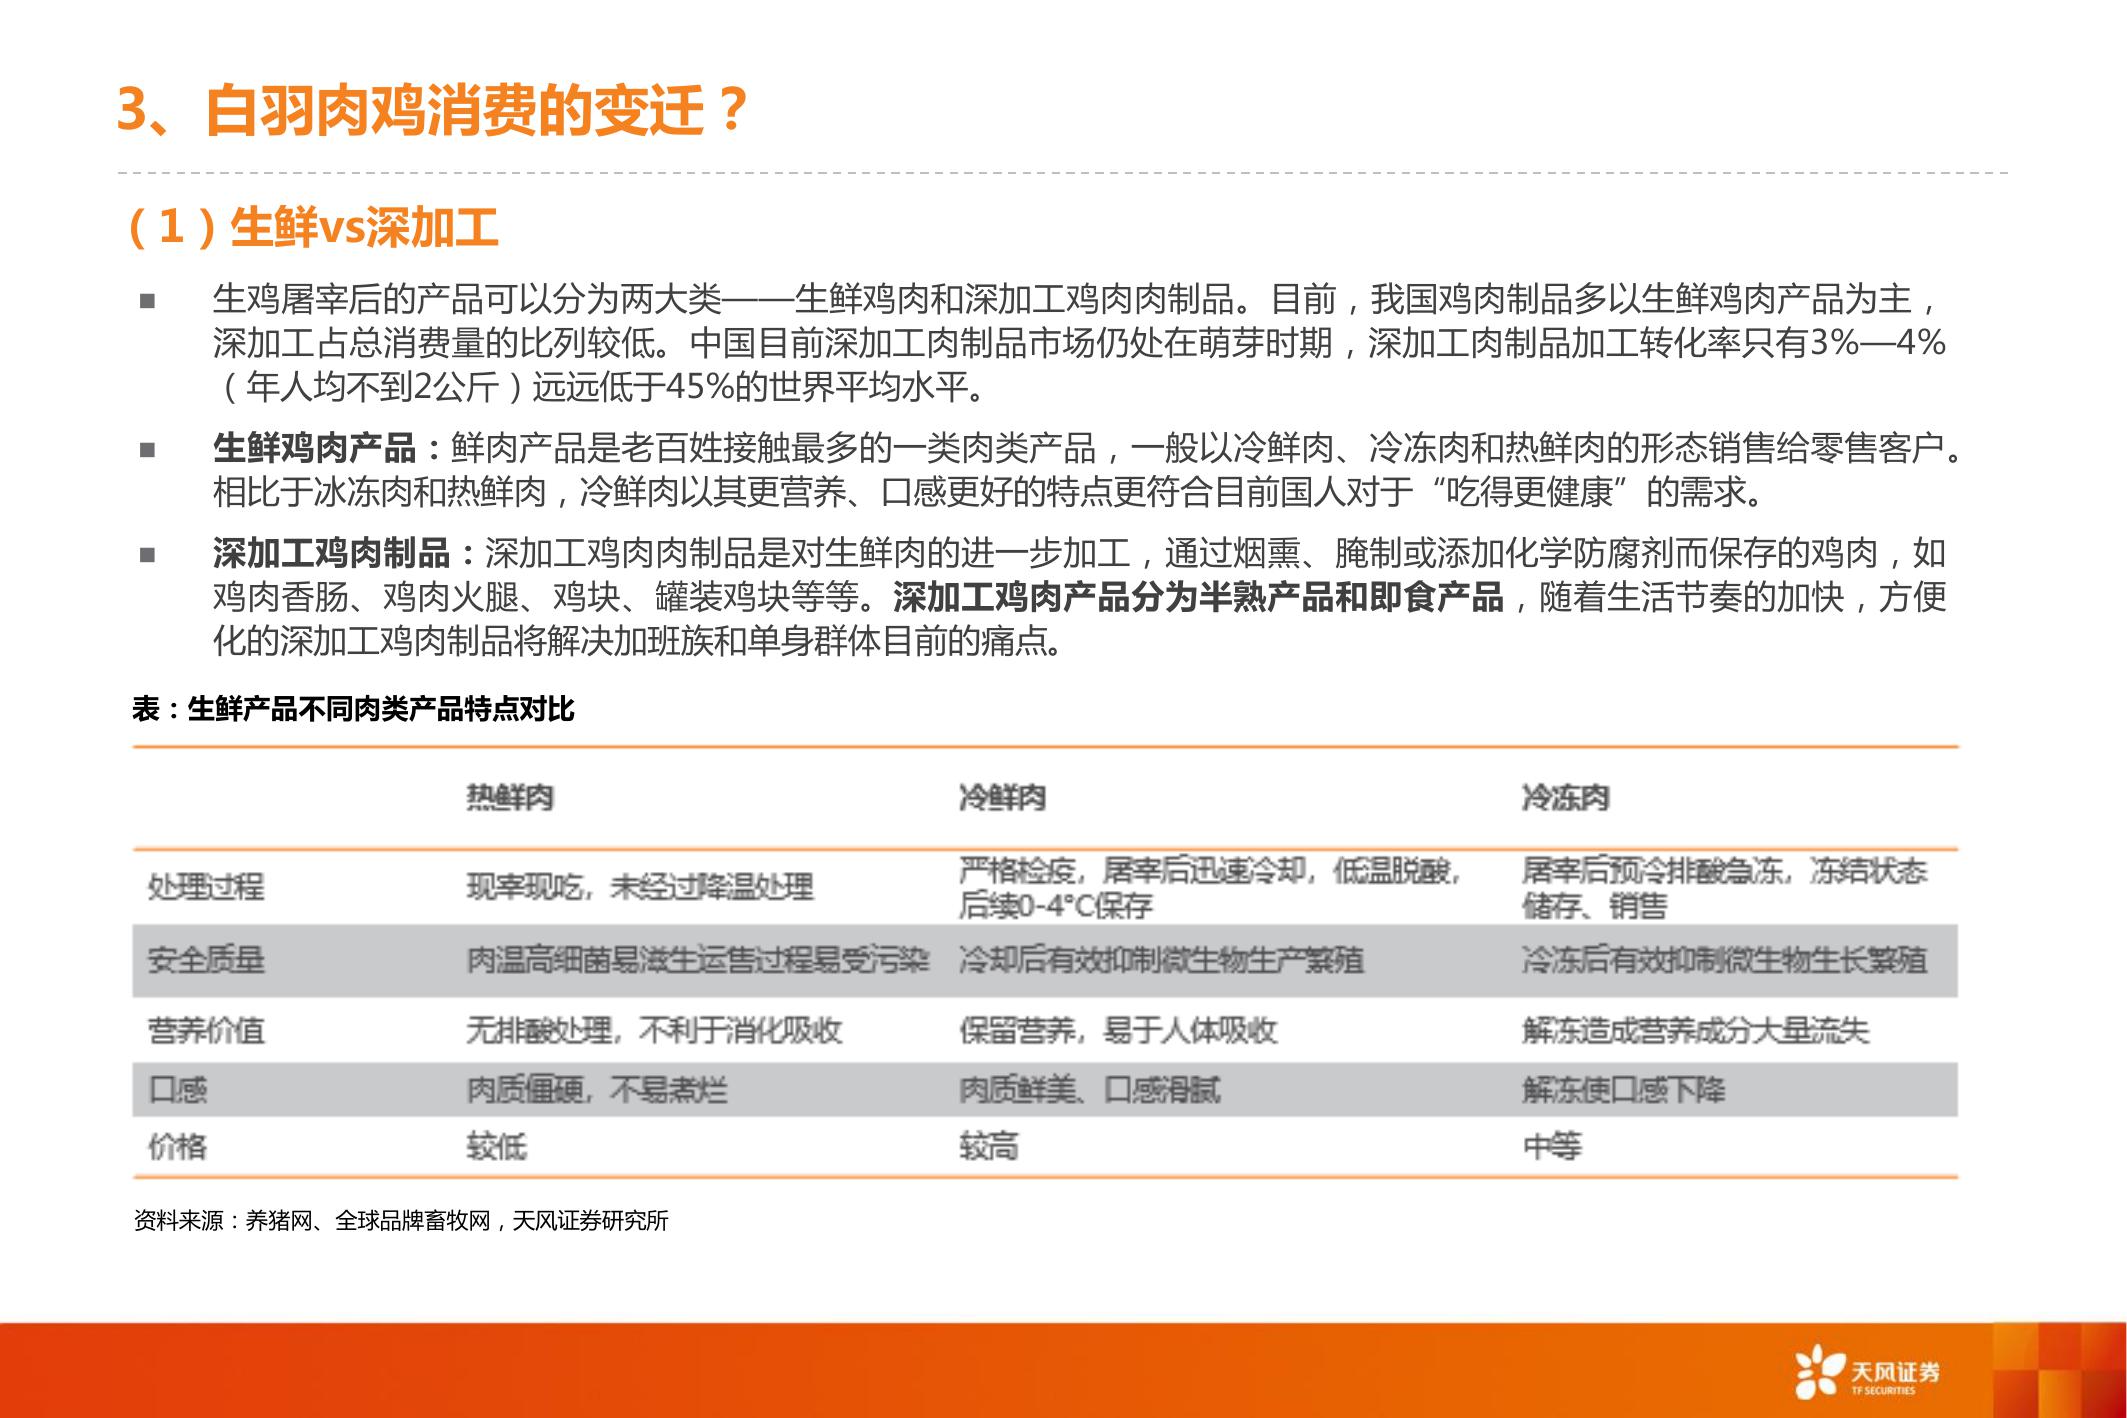 3、白羽肉鸡消费的变迁？
（1）生鲜vs深加工
■ 生鸡屠宰后的产品可以分为两大类——生鲜鸡肉和深加工鸡肉肉制品。目前，我国鸡肉制品多以生鲜鸡肉产品为主，
深加工占总消费量的比列较低。中国目前深加工肉制品市场仍处在萌芽时期，深加工肉制品加工转化率只有3%—4%
（年人均不到2公斤）远远低于45%的世界平均水平。
■ 生鲜鸡肉产品：鲜肉产品是老百姓接触最多的一类肉类产品，一般以冷鲜肉、冷冻肉和热鲜肉的形态销售给零售客户。
相比于冰冻肉和热鲜肉，冷鲜肉以其更营养、口感更好的特点更符合目前国人对于“吃得更健康”的需求。
■ 深加工鸡肉制品：深加工鸡肉肉制品是对生鲜肉的进一步加工，通过烟熏、腌制或添加化学防腐剂而保存的鸡肉，如
鸡肉香肠、鸡肉火腿、鸡块、罐装鸡块等等。深加工鸡肉产品分为半熟产品和即食产品，随着生活节奏的加快，方便
化的深加工鸡肉制品将解决加班族和单身群体目前的痛点。
表：生鲜产品不同肉类产品特点对比
热鲜肉 冷鲜肉 冷冻肉
处理过程 现宰现吃，未经过降温处理 严格检疫，屠宰后迅速冷却，低温脱酸， 屠宰后预冷排酸急冻，冻结状态
后续0-4°C保存 储存、销售
安全质量 肉温高细菌易滋生运售过程易受污染 冷却后有效抑制微生物生产繁殖 冷冻后有效抑制微生物生长繁殖
营养价值 无排酸处理，不利于消化吸收 保留营养，易于人体吸收 解冻造成营养成分大量流失
口感 肉质僵硬，不易煮烂 肉质鲜美、口感滑腻 解冻使口感下降
价格 较低 较高 中等
资料来源：养猪网、全球品牌畜牧网，天风证券研究所
天风证券
TF SECURITIES